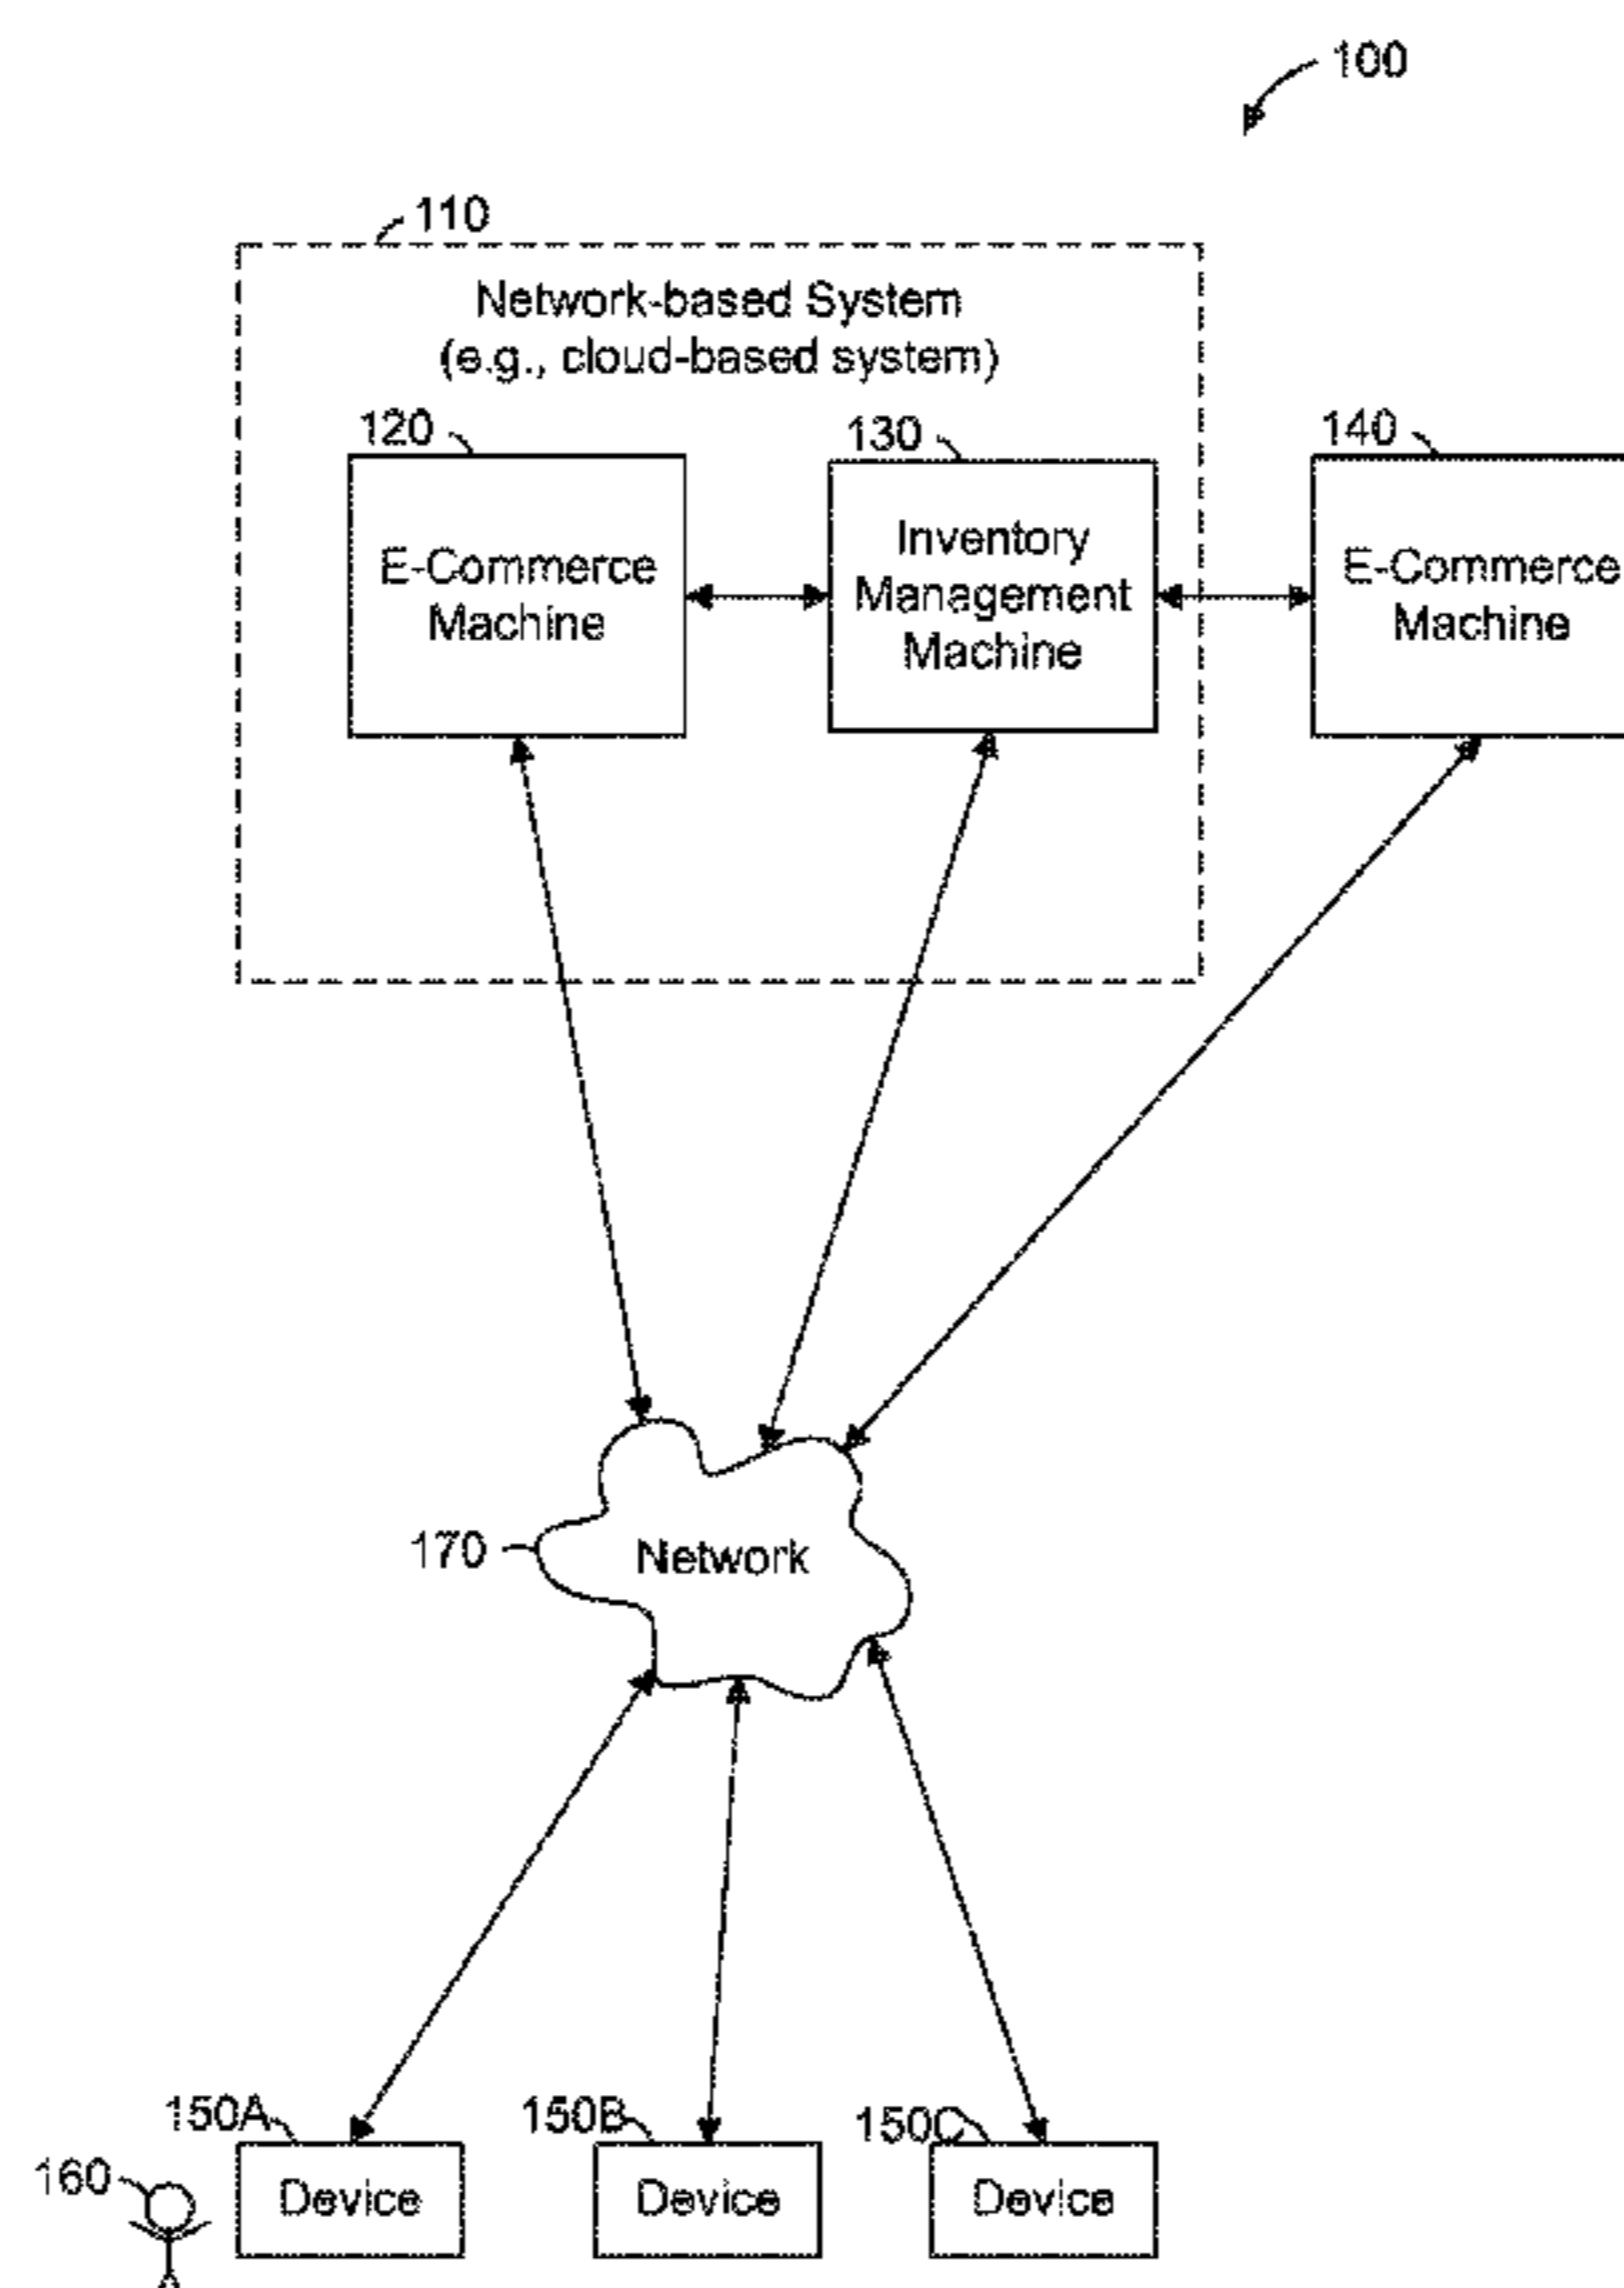 100
110
Network-based System
(e.g., cloud-based system)
120
130
140
E-Commerce
Machine
Inventory
Management
Machine
E-Commerce
Machine
170
Network
150A
150B
150C
160
Device
Device
Device